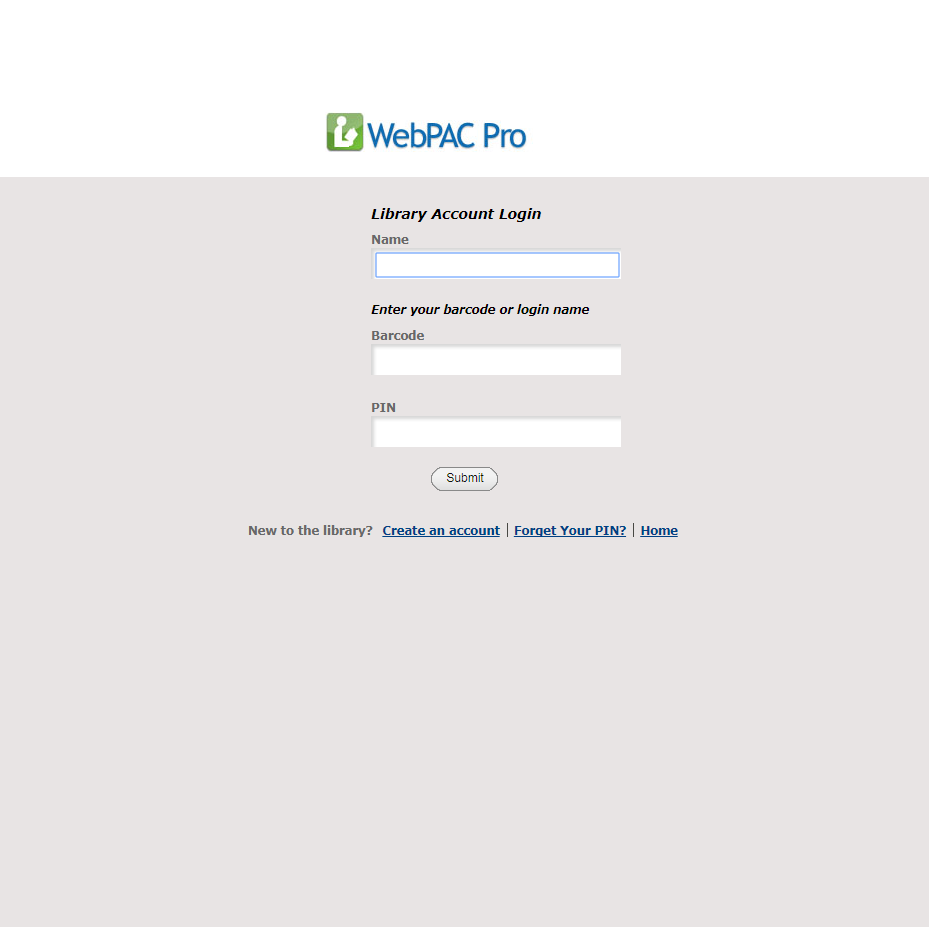 WebPAC Pro
Library Account Login
Name
Enter your barcode or login name
Barcode
PIN
Submit
New to the library? Create an account | Forget Your PIN? | Home